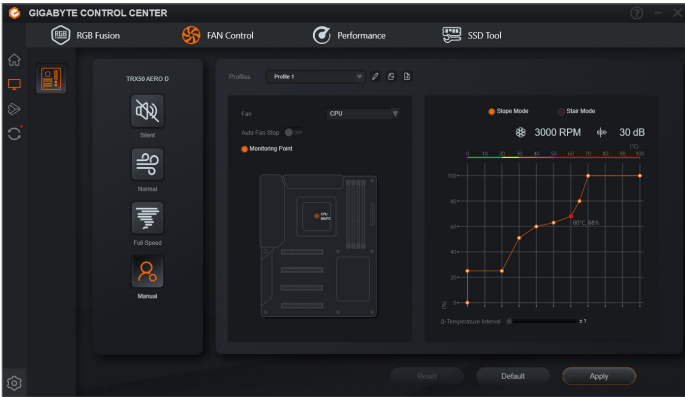 GIGABYTE CONTROL CENTER
RGB Fusion
FAN Control
Performance
SSD Tool
TRX50 AERO D
Silent
Normal
Full Speed
Manual
Profiles
Profile 1
Fan
CPU
Auto Fan Stop
OFF
Monitoring Point
CPU
Slope Mode
Stair Mode
3000 RPM
30 dB
(°C)
0 10 20 30 40 50 60 70 80 90 100
100
80
60
40
20
0
(%)
60°C, 68%
Δ-Temperature Interval
± 1
Reset
Default
Apply